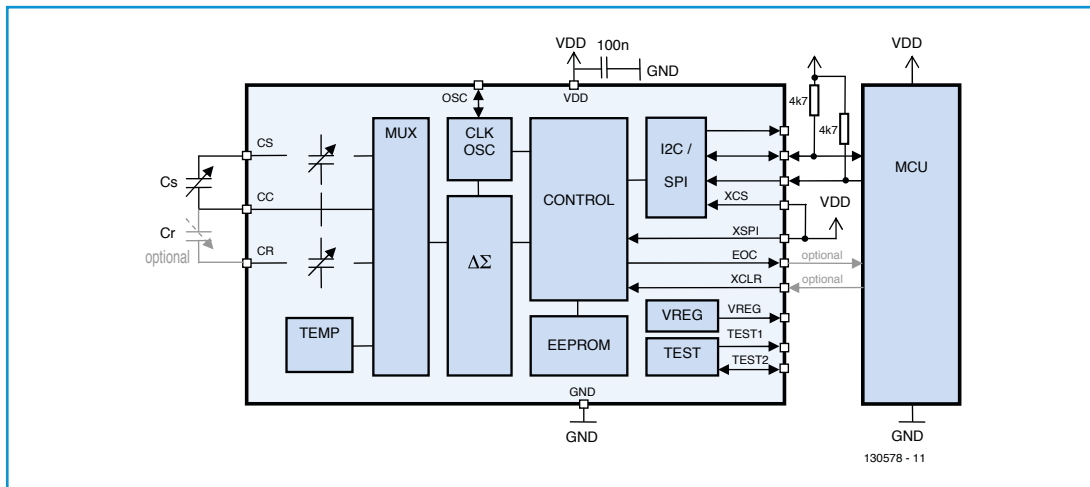 VDD
100n
GND
OSC
VDD
MUX
CLK
OSC
CONTROL
I2C /
SPI
XCS
XSPI
EOC
XCLR
CS
Cs
CC
Cr
optional
CR
ΔΣ
TEMP
EEPROM
VREG
VREG
TEST
TEST1
TEST2
GND
GND
4k7
4k7
VDD
MCU
VDD
optional
optional
GND
130578 - 11